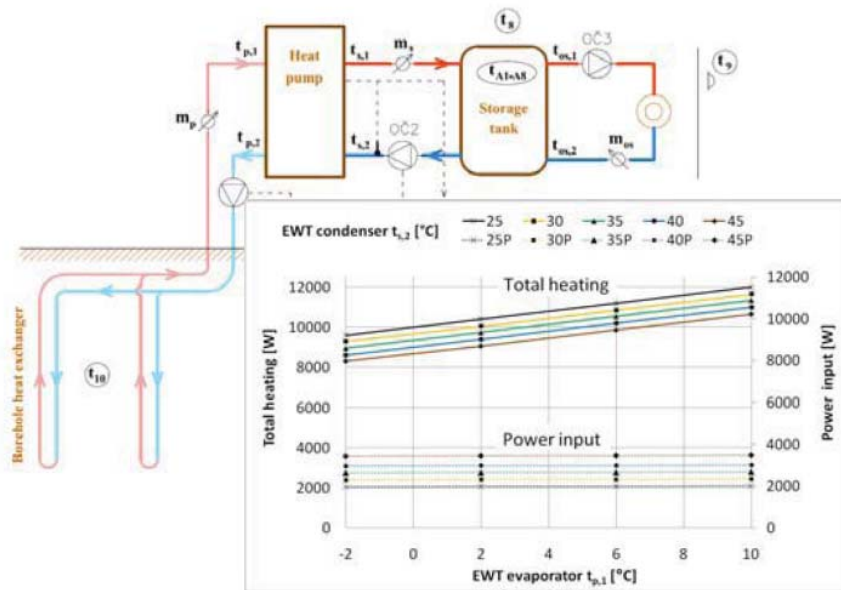 t8
tp,1
Heat
pump
ts,1
ms
tos,1
OČ3
t9
tA1÷A8
Storage
tank
mp
tp,2
ts,2
OČ2
tos,2
mos
Borehole heat exchanger
t10
EWT condenser ts,2 [°C]
25 30 35 40 45
25P 30P 35P 40P 45P
Total heating
Power input
Total heating [W]
12000
10000
8000
6000
4000
2000
0
Power input [W]
12000
10000
8000
6000
4000
2000
0
-2 0 2 4 6 8 10
EWT evaporator tp,1 [°C]